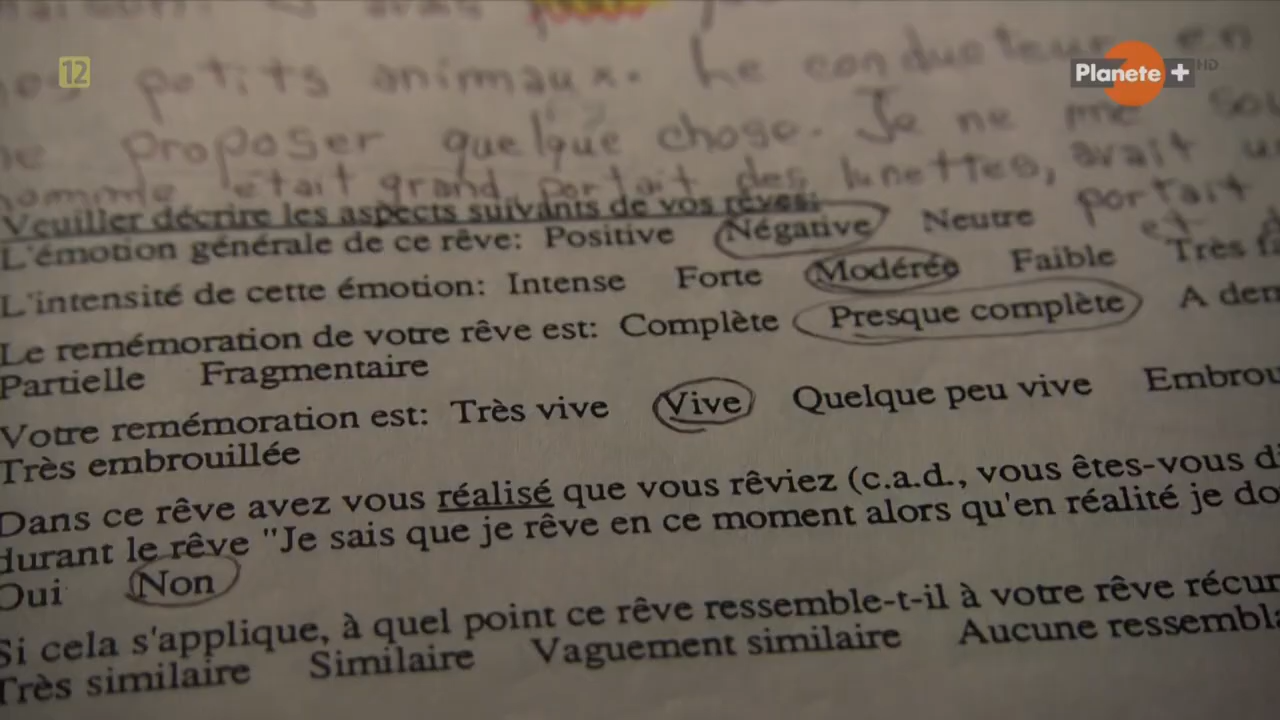 12
Planete +
HD
petits animaux. Le conducteur en
proposer quelque chose. Je ne me
homme était grand, portait des lunettes, avait
portait
et
Veuiller décrire les aspects suivants de vos rêves:
L'émotion générale de ce rêve: Positive Négative Neutre
L'intensité de cette émotion: Intense Forte Modérée Faible Très
Le remémoration de votre rêve est: Complète Presque complète A
Partielle Fragmentaire
Votre remémoration est: Très vive Vive Quelque peu vive Embrou
Très embrouillée
Dans ce rêve avez vous réalisé que vous rêviez (c.a.d., vous êtes-vous
durant le rêve "Je sais que je rêve en ce moment alors qu'en réalité je
Oui Non
Si cela s'applique, à quel point ce rêve ressemble-t-il à votre rêve récur
Très similaire Similaire Vaguement similaire Aucune ressembl